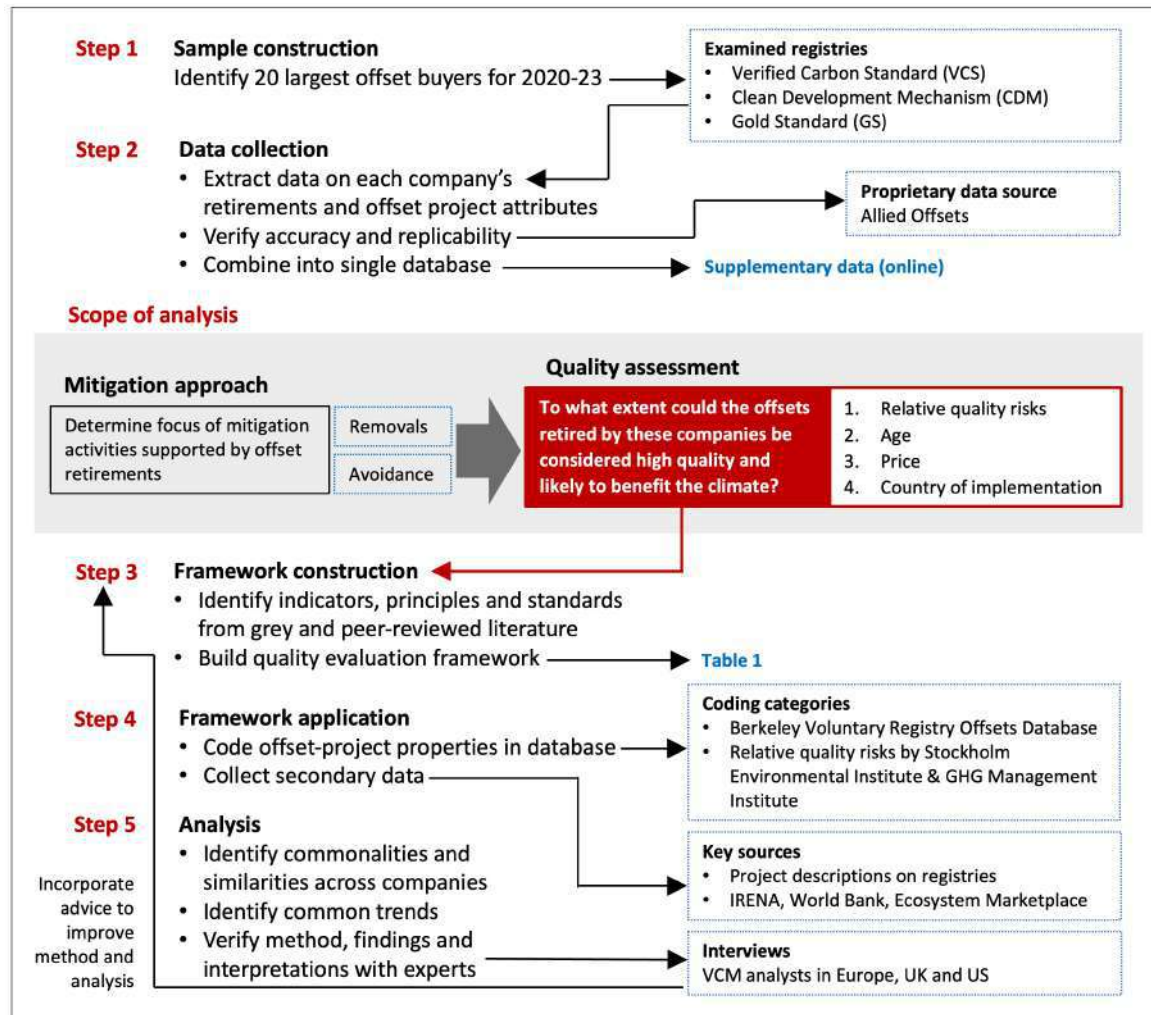 Step 1
Sample construction
Identify 20 largest offset buyers for 2020-23
Examined registries
• Verified Carbon Standard (VCS)
• Clean Development Mechanism (CDM)
• Gold Standard (GS)
Step 2
Data collection
• Extract data on each company's
retirements and offset project attributes
• Verify accuracy and replicability
• Combine into single database
Proprietary data source
Allied Offsets
Supplementary data (online)
Scope of analysis
Mitigation approach
Determine focus of mitigation
activities supported by offset
retirements
Removals
Avoidance
Quality assessment
To what extent could the offsets
retired by these companies be
considered high quality and
likely to benefit the climate?
1. Relative quality risks
2. Age
3. Price
4. Country of implementation
Step 3
Framework construction
• Identify indicators, principles and standards
from grey and peer-reviewed literature
• Build quality evaluation framework
Table 1
Step 4
Framework application
• Code offset-project properties in database
• Collect secondary data
Coding categories
• Berkeley Voluntary Registry Offsets Database
• Relative quality risks by Stockholm
Environmental Institute & GHG Management
Institute
Step 5
Analysis
• Identify commonalities and
similarities across companies
• Identify common trends
• Verify method, findings and
interpretations with experts
Key sources
• Project descriptions on registries
• IRENA, World Bank, Ecosystem Marketplace
Interviews
VCM analysts in Europe, UK and US
Incorporate
advice to
improve
method and
analysis